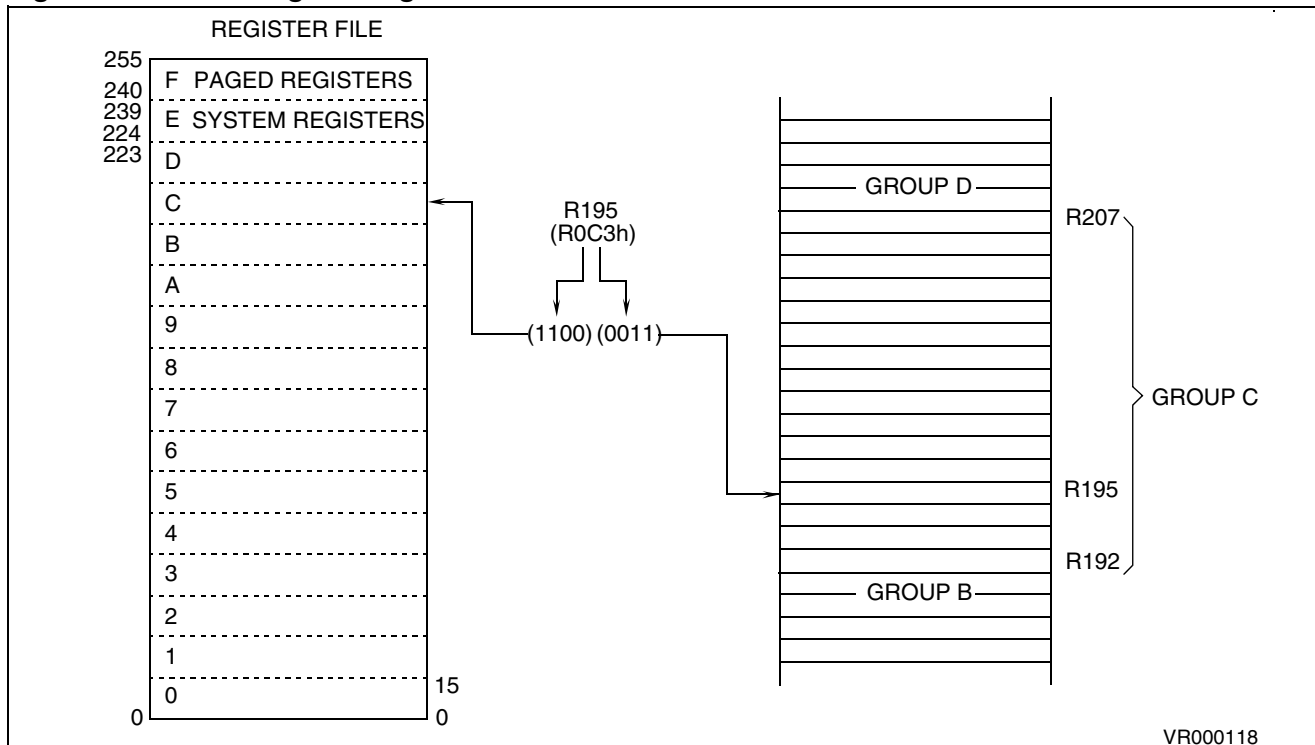 REGISTER FILE
255
F PAGED REGISTERS
240
239
E SYSTEM REGISTERS
224
223
D
C
B
A
9
8
7
6
5
4
3
2
1
0
15
0
0
R195
(R0C3h)
(1100) (0011)
GROUP D
R207
GROUP C
R195
R192
GROUP B
VR000118